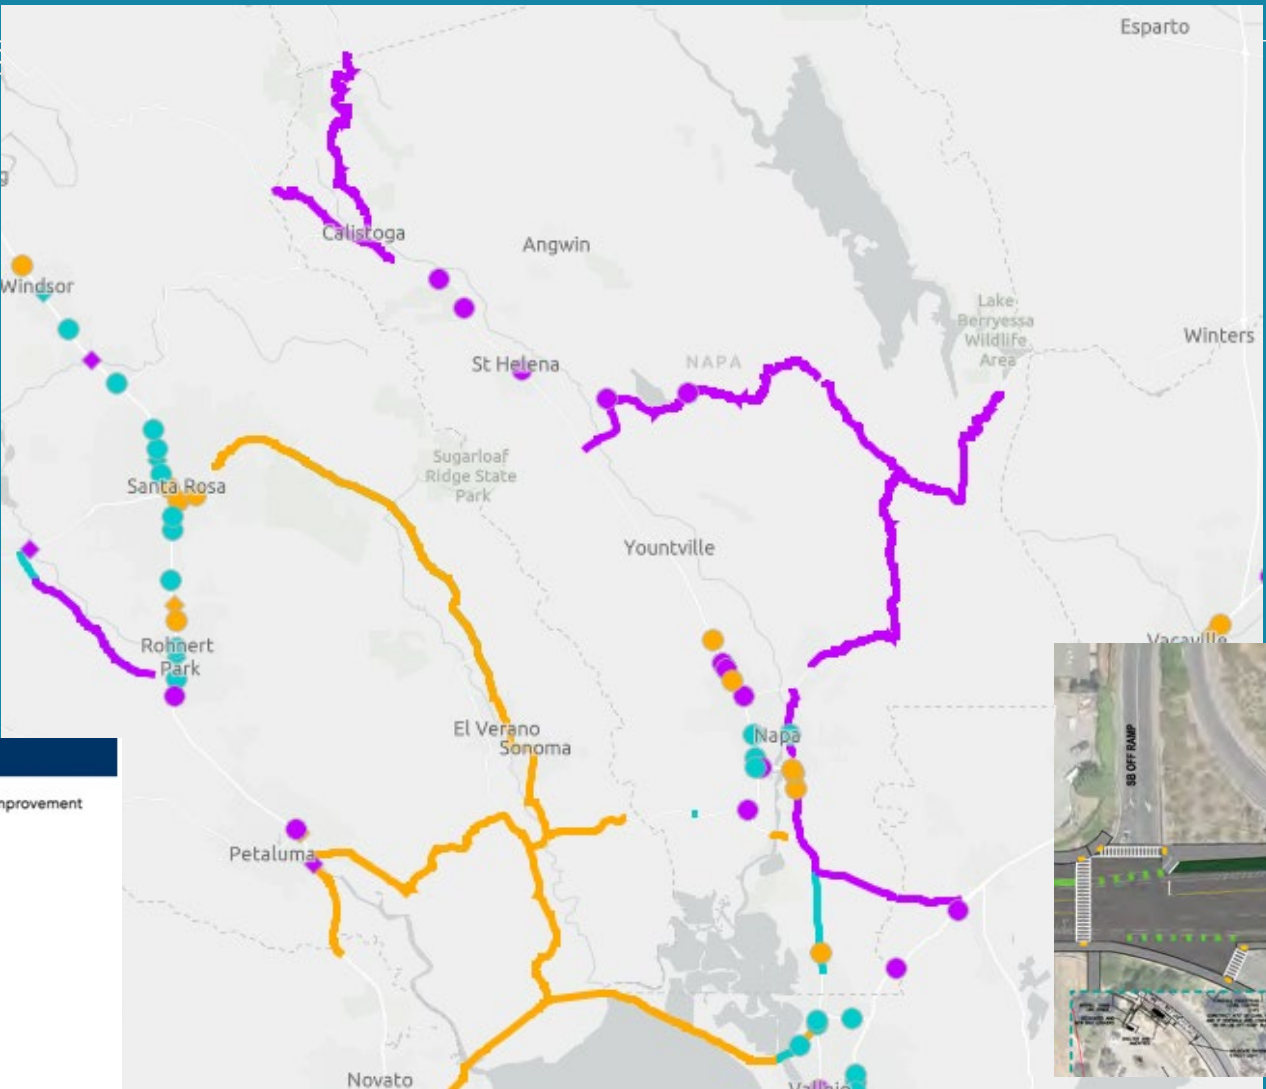 Esparto
Calistoga
Angwin
Windsor
Lake
Berryessa
Wildlife
Area
Winters
St Helena
NAPA
Sugarloaf
Ridge State
Park
Santa Rosa
Yountville
Rohnert
Park
Vacaville
El Verano
Sonoma
Napa
SB OFF RAMP
Petaluma
Novato